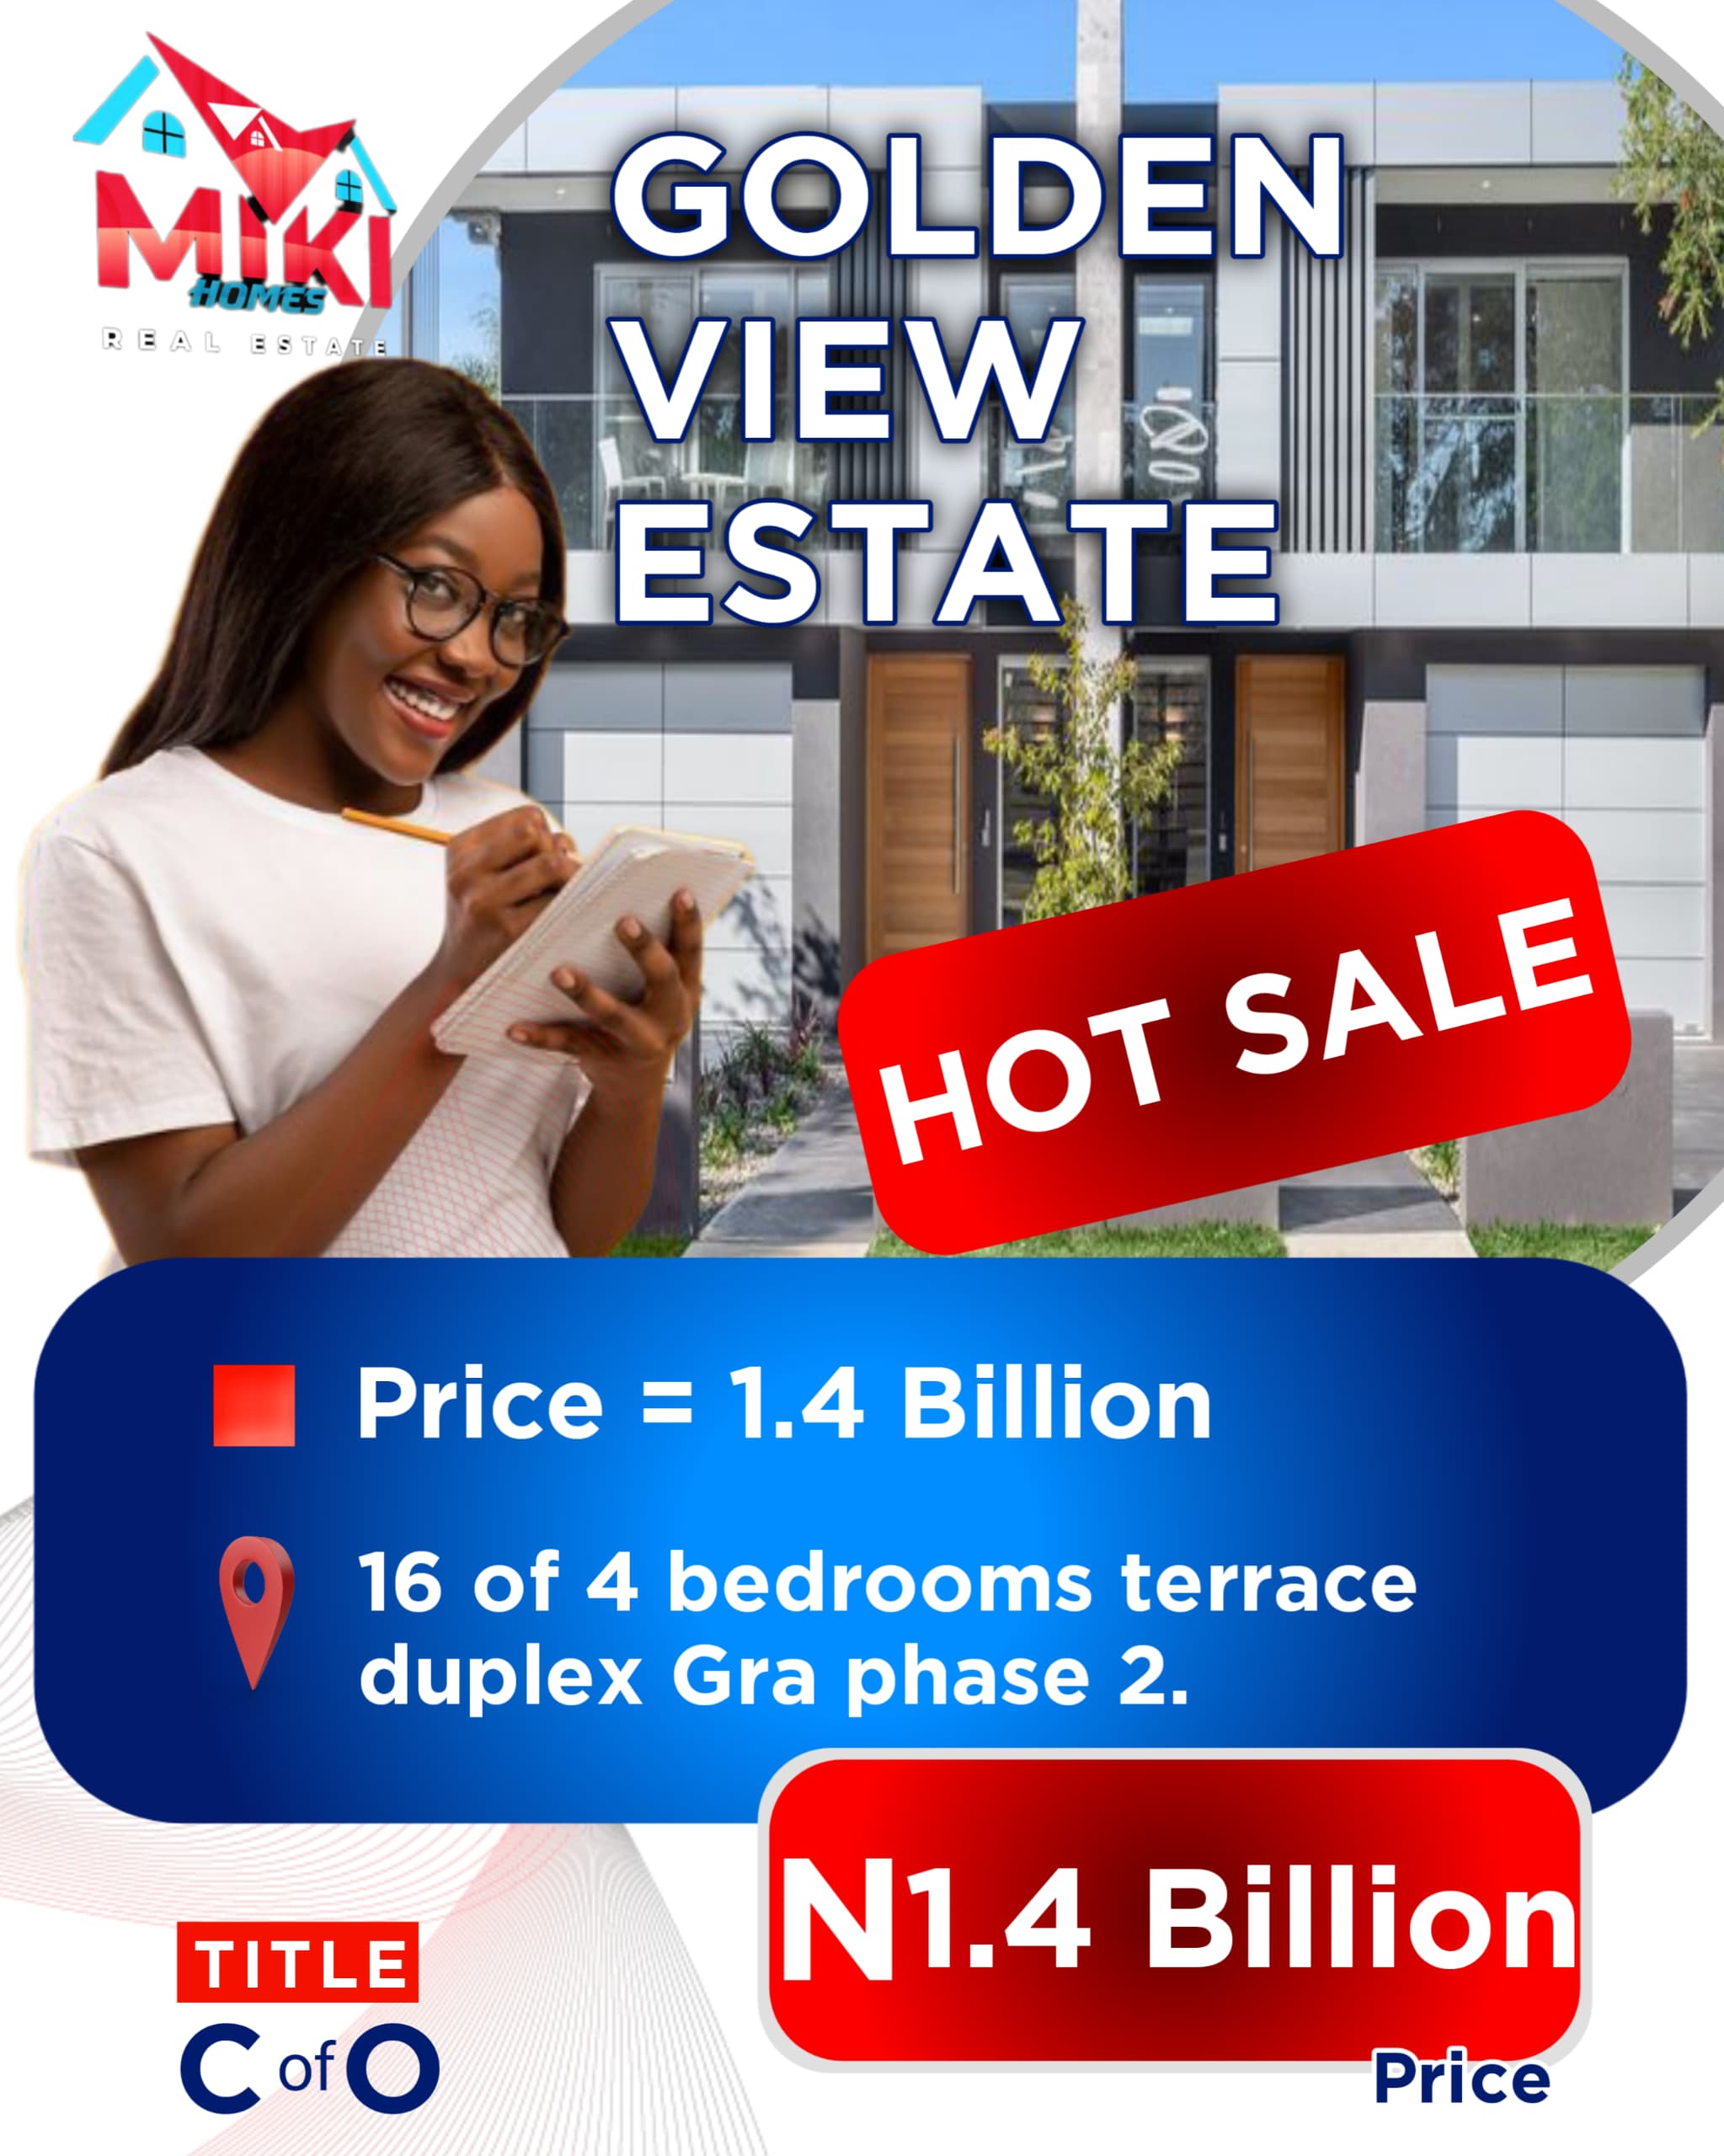 MIKI
HOMES
REAL ESTATE
GOLDEN
VIEW
ESTATE
HOT SALE
Price = 1.4 Billion
16 of 4 bedrooms terrace
duplex Gra phase 2.
N1.4 Billion
Price
TITLE
C of O